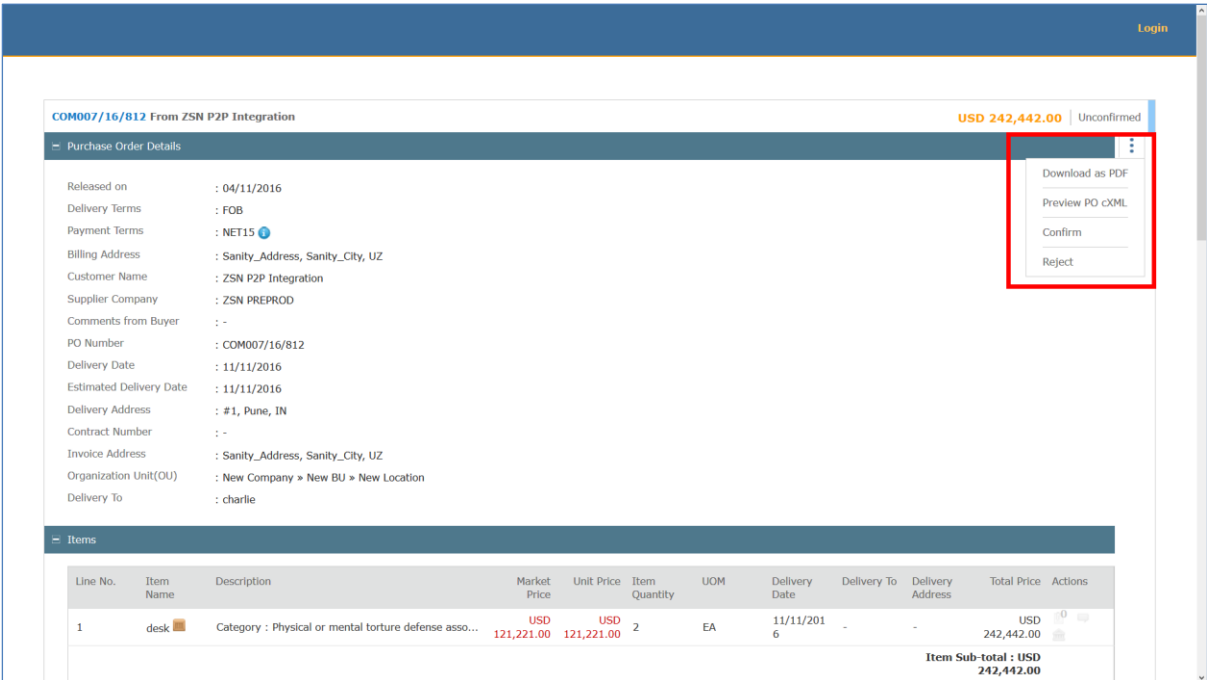 Login
COM007/16/812 From ZSN P2P Integration USD 242,442.00 Unconfirmed
Purchase Order Details
Download as PDF
Preview PO cXML
Confirm
Reject
Released on : 04/11/2016
Delivery Terms : FOB
Payment Terms : NET15
Billing Address : Sanity_Address, Sanity_City, UZ
Customer Name : ZSN P2P Integration
Supplier Company : ZSN PREPROD
Comments from Buyer : -
PO Number : COM007/16/812
Delivery Date : 11/11/2016
Estimated Delivery Date : 11/11/2016
Delivery Address : #1, Pune, IN
Contract Number : -
Invoice Address : Sanity_Address, Sanity_City, UZ
Organization Unit(OU) : New Company » New BU » New Location
Delivery To : charlie
Items
Line No. Item Description Market Unit Price Item UOM Delivery Delivery To Delivery Total Price Actions
Name Price Quantity Date Address
1 desk Category : Physical or mental torture defense asso... USD USD 2 EA 11/11/201 - - USD 0
121,221.00 121,221.00 6 242,442.00
Item Sub-total : USD
242,442.00